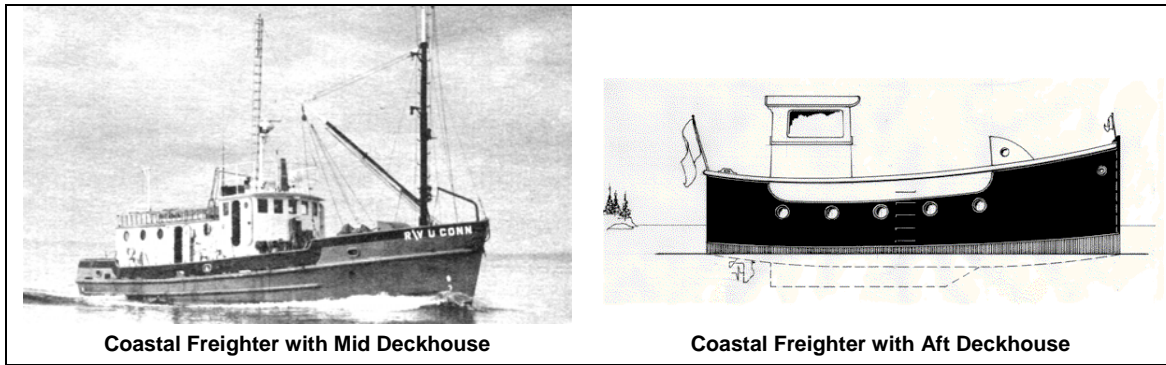 R/V U CONN
Coastal Freighter with Mid Deckhouse
Coastal Freighter with Aft Deckhouse